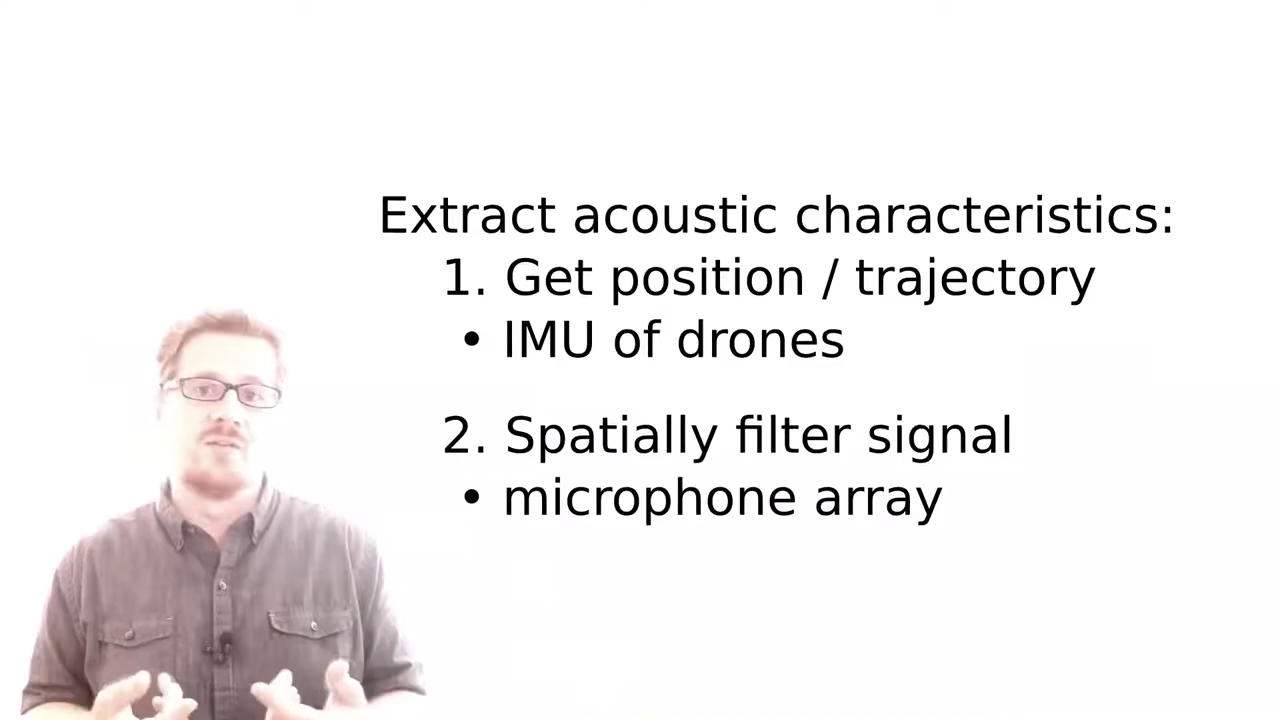 Extract acoustic characteristics:
1. Get position / trajectory
• IMU of drones
2. Spatially filter signal
• microphone array